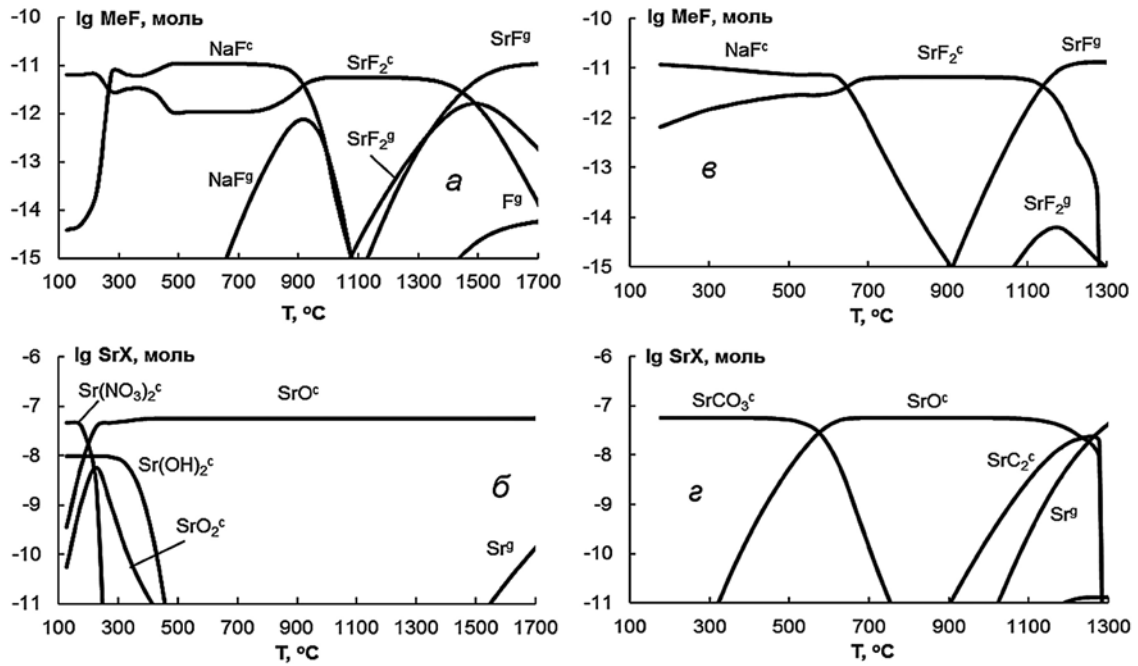 lg MeF, моль
-10
-11
-12
-13
-14
-15
NaFᶜ
SrF₂ᶜ
SrFᵍ
SrF₂ᵍ
NaFᵍ
а
Fᵍ
100 300 500 700 900 1100 1300 1500 1700
T, ºC
lg MeF, моль
-10
-11
-12
-13
-14
-15
NaFᶜ
SrF₂ᶜ
SrFᵍ
в
SrF₂ᵍ
100 300 500 700 900 1100 1300
T, ºC
lg SrX, моль
-6
-7
-8
-9
-10
-11
Sr(NO₃)₂ᶜ
SrOᶜ
Sr(OH)₂ᶜ
SrO₂ᶜ
б
Srᵍ
100 300 500 700 900 1100 1300 1500 1700
T, ºC
lg SrX, моль
-6
-7
-8
-9
-10
-11
SrCO₃ᶜ
SrOᶜ
SrC₂ᶜ
г
Srᵍ
100 300 500 700 900 1100 1300
T, ºC